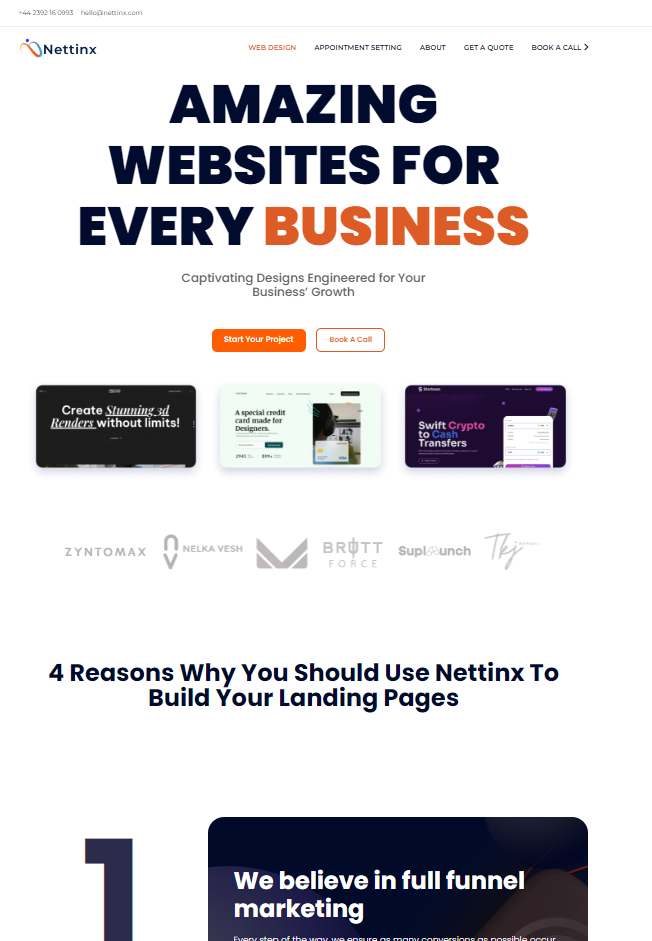 +44 2392 16 0993 hello@nettinx.com
Nettinx
WEB DESIGN APPOINTMENT SETTING ABOUT GET A QUOTE BOOK A CALL
AMAZING
WEBSITES FOR
EVERY BUSINESS
Captivating Designs Engineered for Your
Business’ Growth
Start Your Project Book A Call
Create Stunning 3d
Renders without limits!
A special credit
card made for
Designers.
Swift Crypto
to Cash
Transfers
ZYNTOMAX
NELKA VESH
BRUTT
FORCE
Suplaunch
Tkj
4 Reasons Why You Should Use Nettinx To
Build Your Landing Pages
1
We believe in full funnel
marketing
Every step of the way, we ensure as many conversions as possible occur